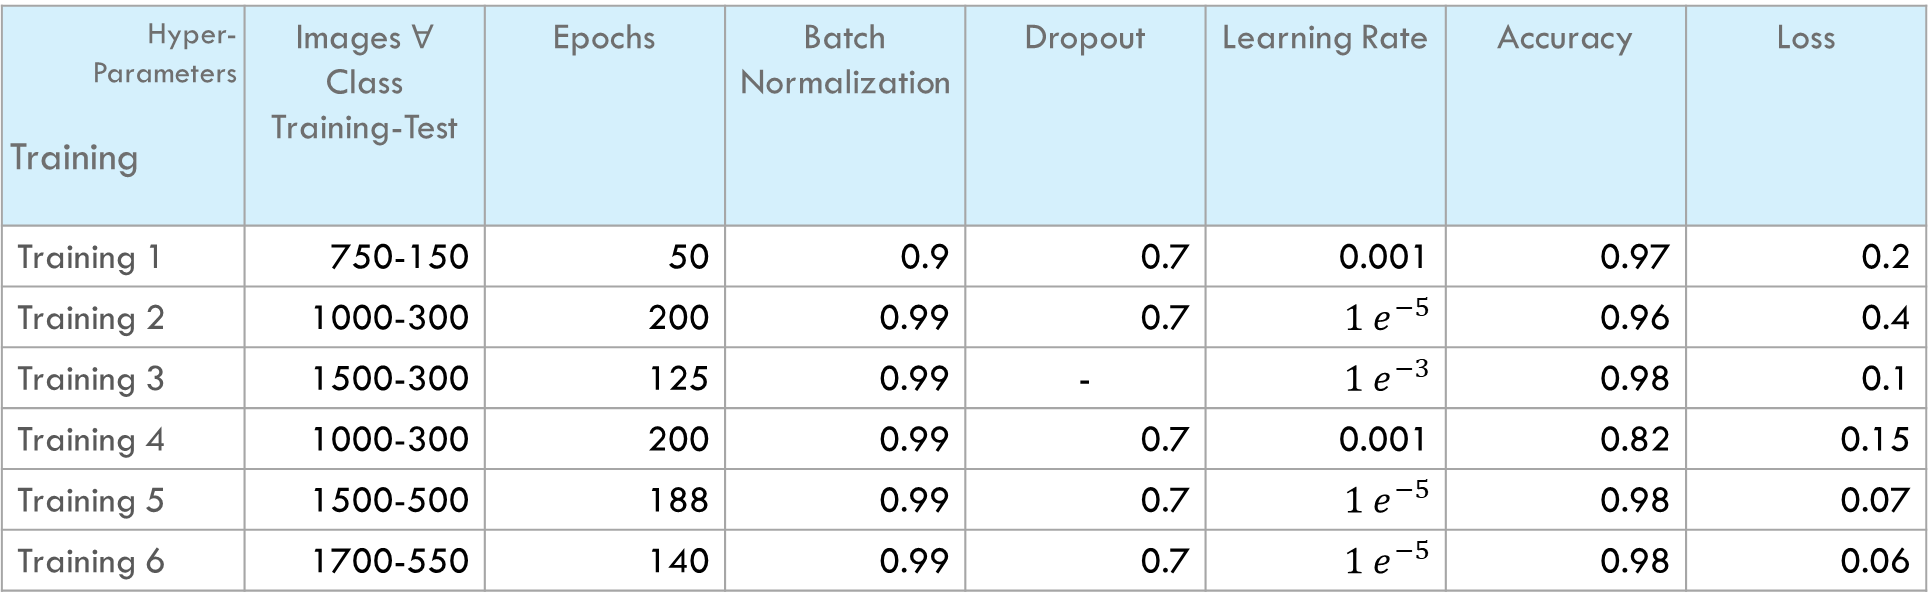 Hyper-
Parameters
Training
Images ∀
Class
Training-Test
Epochs
Batch
Normalization
Dropout
Learning Rate
Accuracy
Loss
Training 1 750-150 50 0.9 0.7 0.001 0.97 0.2
Training 2 1000-300 200 0.99 0.7 1 e⁻⁵ 0.96 0.4
Training 3 1500-300 125 0.99 - 1 e⁻³ 0.98 0.1
Training 4 1000-300 200 0.99 0.7 0.001 0.82 0.15
Training 5 1500-500 188 0.99 0.7 1 e⁻⁵ 0.98 0.07
Training 6 1700-550 140 0.99 0.7 1 e⁻⁵ 0.98 0.06